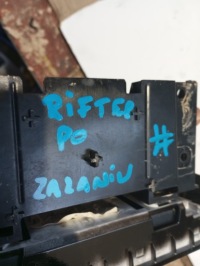 RIFTER
PO #
ZALANIU